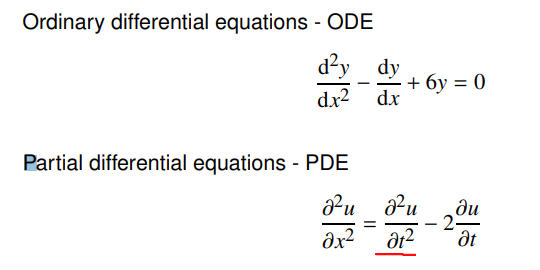 Ordinary differential equations - ODE
d²y/dx² − dy/dx + 6y = 0
Partial differential equations - PDE
∂²u/∂x² = ∂²u/∂t² − 2∂u/∂t